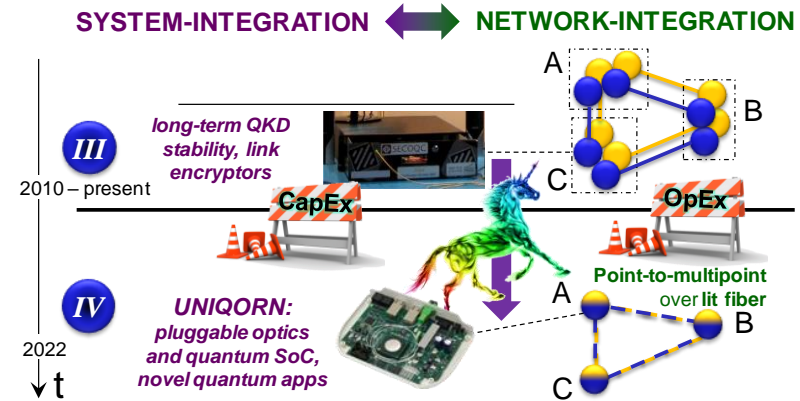 SYSTEM-INTEGRATION
NETWORK-INTEGRATION
A
B
C
III
2010 – present
long-term QKD
stability, link
encryptors
SECOQC
CapEx
OpEx
IV
2022
t
UNIQORN:
pluggable optics
and quantum SoC,
novel quantum apps
Point-to-multipoint
over lit fiber
A
B
C